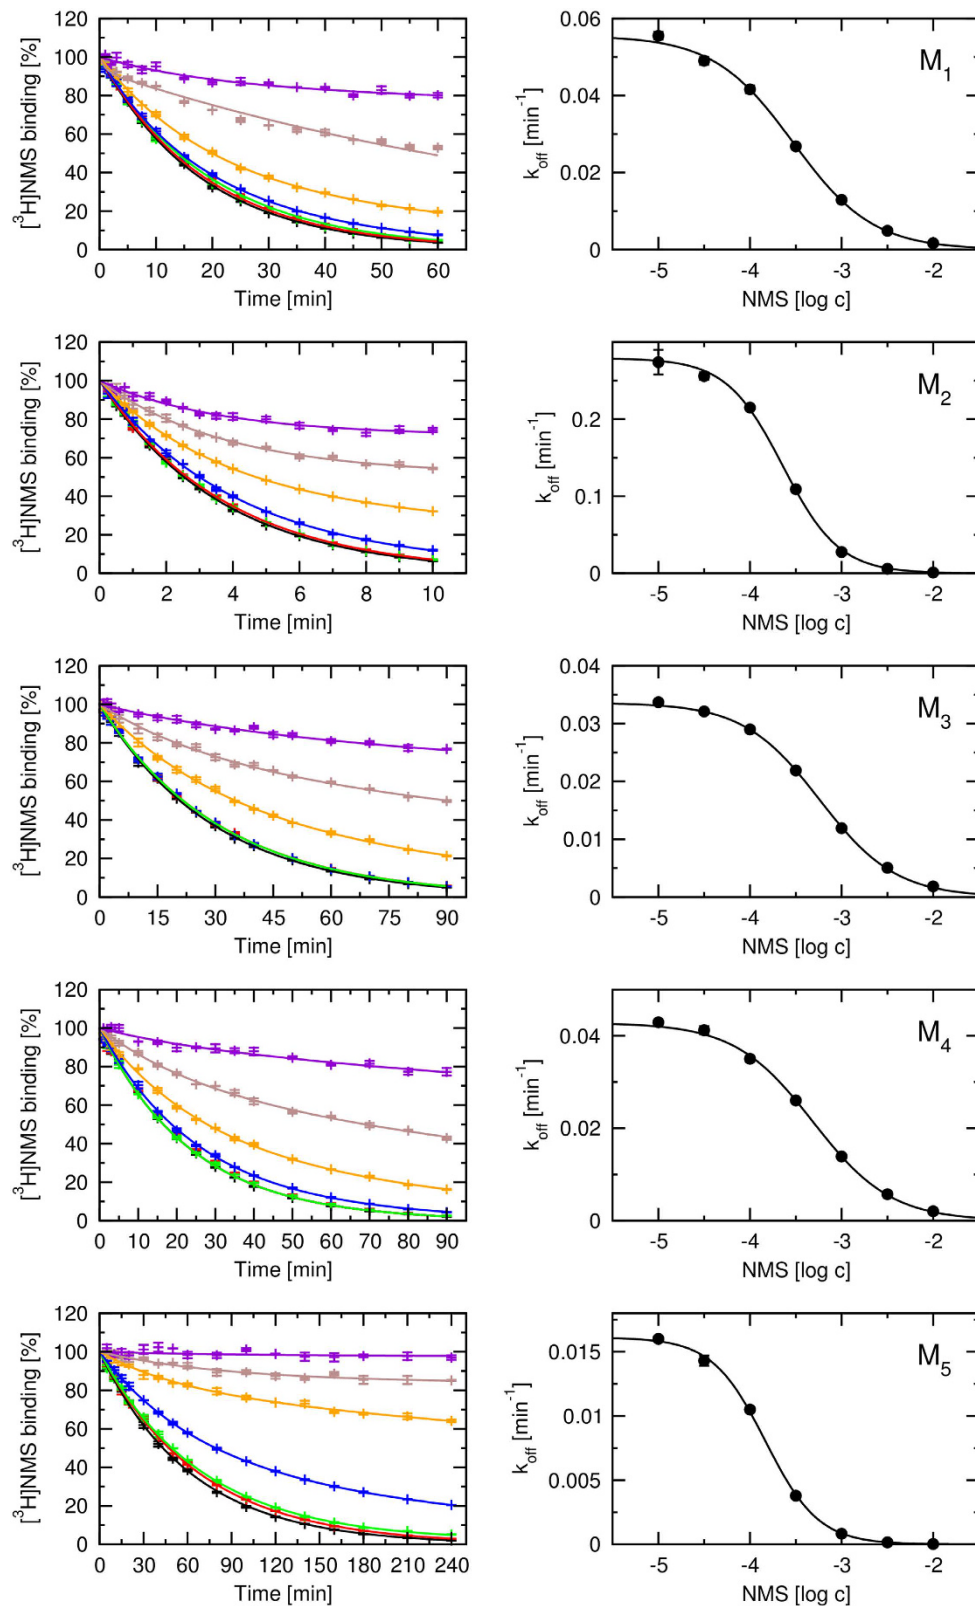 120
100
80
60
40
20
0
[³H]NMS binding [%]
0 10 20 30 40 50 60
Time [min]
0.06
0.04
0.02
0
k_off [min⁻¹]
M₁
-5 -4 -3 -2
NMS [log c]
120
100
80
60
40
20
0
[³H]NMS binding [%]
0 2 4 6 8 10
Time [min]
0.2
0.1
0
k_off [min⁻¹]
M₂
-5 -4 -3 -2
NMS [log c]
120
100
80
60
40
20
0
[³H]NMS binding [%]
0 15 30 45 60 75 90
Time [min]
0.04
0.03
0.02
0.01
0
k_off [min⁻¹]
M₃
-5 -4 -3 -2
NMS [log c]
120
100
80
60
40
20
0
[³H]NMS binding [%]
0 10 20 30 40 50 60 70 80 90
Time [min]
0.04
0.02
0
k_off [min⁻¹]
M₄
-5 -4 -3 -2
NMS [log c]
120
100
80
60
40
20
0
[³H]NMS binding [%]
0 30 60 90 120 150 180 210 240
Time [min]
0.015
0.01
0.005
0
k_off [min⁻¹]
M₅
-5 -4 -3 -2
NMS [log c]